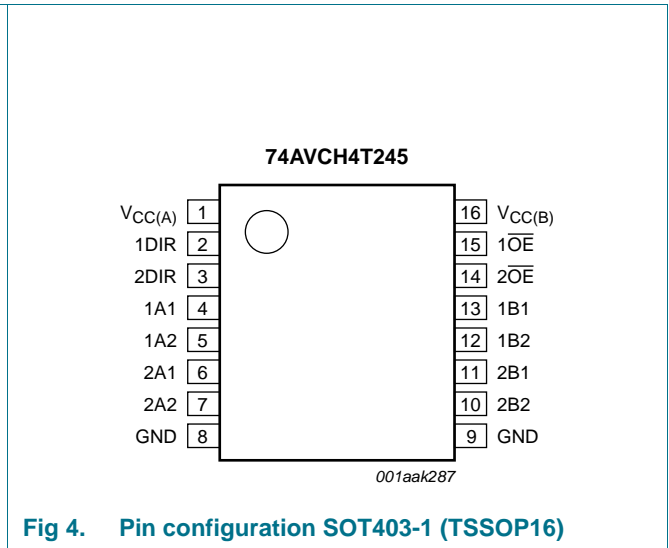 74AVCH4T245
VCC(A) 1 16 VCC(B)
1DIR 2 15 1O̅E̅
2DIR 3 14 2O̅E̅
1A1 4 13 1B1
1A2 5 12 1B2
2A1 6 11 2B1
2A2 7 10 2B2
GND 8 9 GND
001aak287
Fig 4. Pin configuration SOT403-1 (TSSOP16)